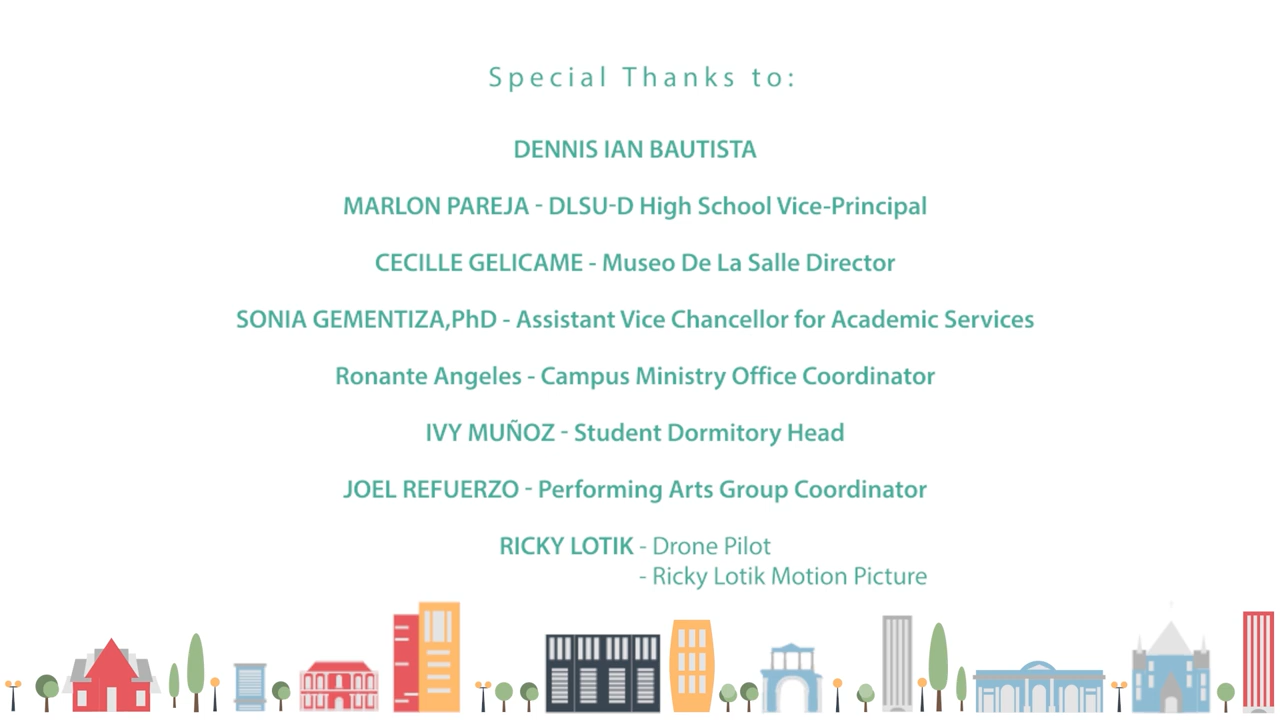 Special Thanks to:
DENNIS IAN BAUTISTA
MARLON PAREJA - DLSU-D High School Vice-Principal
CECILLE GELICAME - Museo De La Salle Director
SONIA GEMENTIZA,PhD - Assistant Vice Chancellor for Academic Services
Ronante Angeles - Campus Ministry Office Coordinator
IVY MUÑOZ - Student Dormitory Head
JOEL REFUERZO - Performing Arts Group Coordinator
RICKY LOTIK - Drone Pilot
- Ricky Lotik Motion Picture